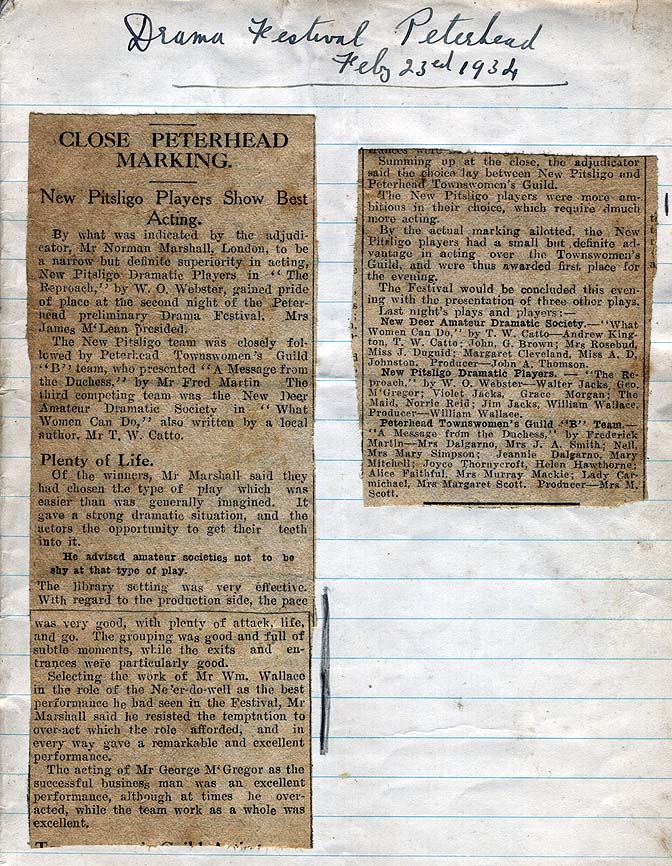 Drama Festival Peterhead
Feby 23rd 1934
CLOSE PETERHEAD
MARKING.
New Pitsligo Players Show Best
Acting.
By what was indicated by the adjudi-
cator, Mr Norman Marshall, London, to be
a narrow but definite superiority in acting,
New Pitsligo Dramatic Players in "The
Reproach," by W. O. Webster, gained pride
of place at the second night of the Peter-
head preliminary Drama Festival. Mrs
James M'Lean presided.
The New Pitsligo team was closely fol-
lowed by Peterhead Townswomen's Guild
"B" team, who presented "A Message from
the Duchess," by Mr Fred Martin The
third competing team was the New Deer
Amateur Dramatic Society in "What
Women Can Do," also written by a local
author. Mr T. W. Catto.
Plenty of Life.
Of the winners, Mr Marshall said they
had chosen the type of play which was
easier than was generally imagined. It
gave a strong dramatic situation, and the
actors the opportunity to get their teeth
into it.
He advised amateur societies not to be
shy at that type of play.
The library setting was very effective.
With regard to the production side, the pace
was very good, with plenty of attack, life,
and go. The grouping was good and full of
subtle moments, while the exits and en-
trances were particularly good.
Selecting the work of Mr Wm. Wallace
in the role of the Ne'er-do-well as the best
performance he had seen in the Festival, Mr
Marshall said he resisted the temptation to
over-act which the role afforded, and in
every way gave a remarkable and excellent
performance.
The acting of Mr George M'Gregor as the
successful business man was an excellent
performance, although at times he over-
acted, while the team work as a whole was
excellent.
Summing up at the close, the adjudicator
said the choice lay between New Pitsligo and
Peterhead Townswomen's Guild.
The New Pitsligo players were more am-
bitious in their choice, which required much
more acting.
By the actual marking allotted, the New
Pitsligo players had a small but definite ad-
vantage in acting over the Townswomen's
Guild, and were thus awarded first place for
the evening.
The Festival would be concluded this even-
ing with the presentation of three other plays.
Last night's plays and players:—
New Deer Amateur Dramatic Society.—"What
Women Can Do," by T. W. Catto—Andrew King-
ton, T. W. Catto; John, G. Brown; Mrs Rosebud,
Miss J. Duguid; Margaret Cleveland, Miss A. D.
Johnston. Producer—John A. Thomson.
New Pitsligo Dramatic Players. — "The Re-
proach," by W. O. Webster—Walter Jacks, Geo.
M'Gregor; Violet Jacks, Grace Morgan; The
Maid, Norrie Reid; Jim Jacks, William Wallace.
Producer—William Wallace.
Peterhead Townswomen's Guild "B" Team.—
"A Message from the Duchess," by Frederick
Martin—Mrs Dalgarno, Mrs J. A. Smith; Nell,
Mrs Mary Simpson; Jeannie Dalgarno, Mary
Mitchell; Joyce Thornycroft, Helen Hawthorne;
Alice Faithful, Mrs Murray Mackie; Lady Car-
michael, Mrs Margaret Scott. Producer—Mrs M.
Scott.